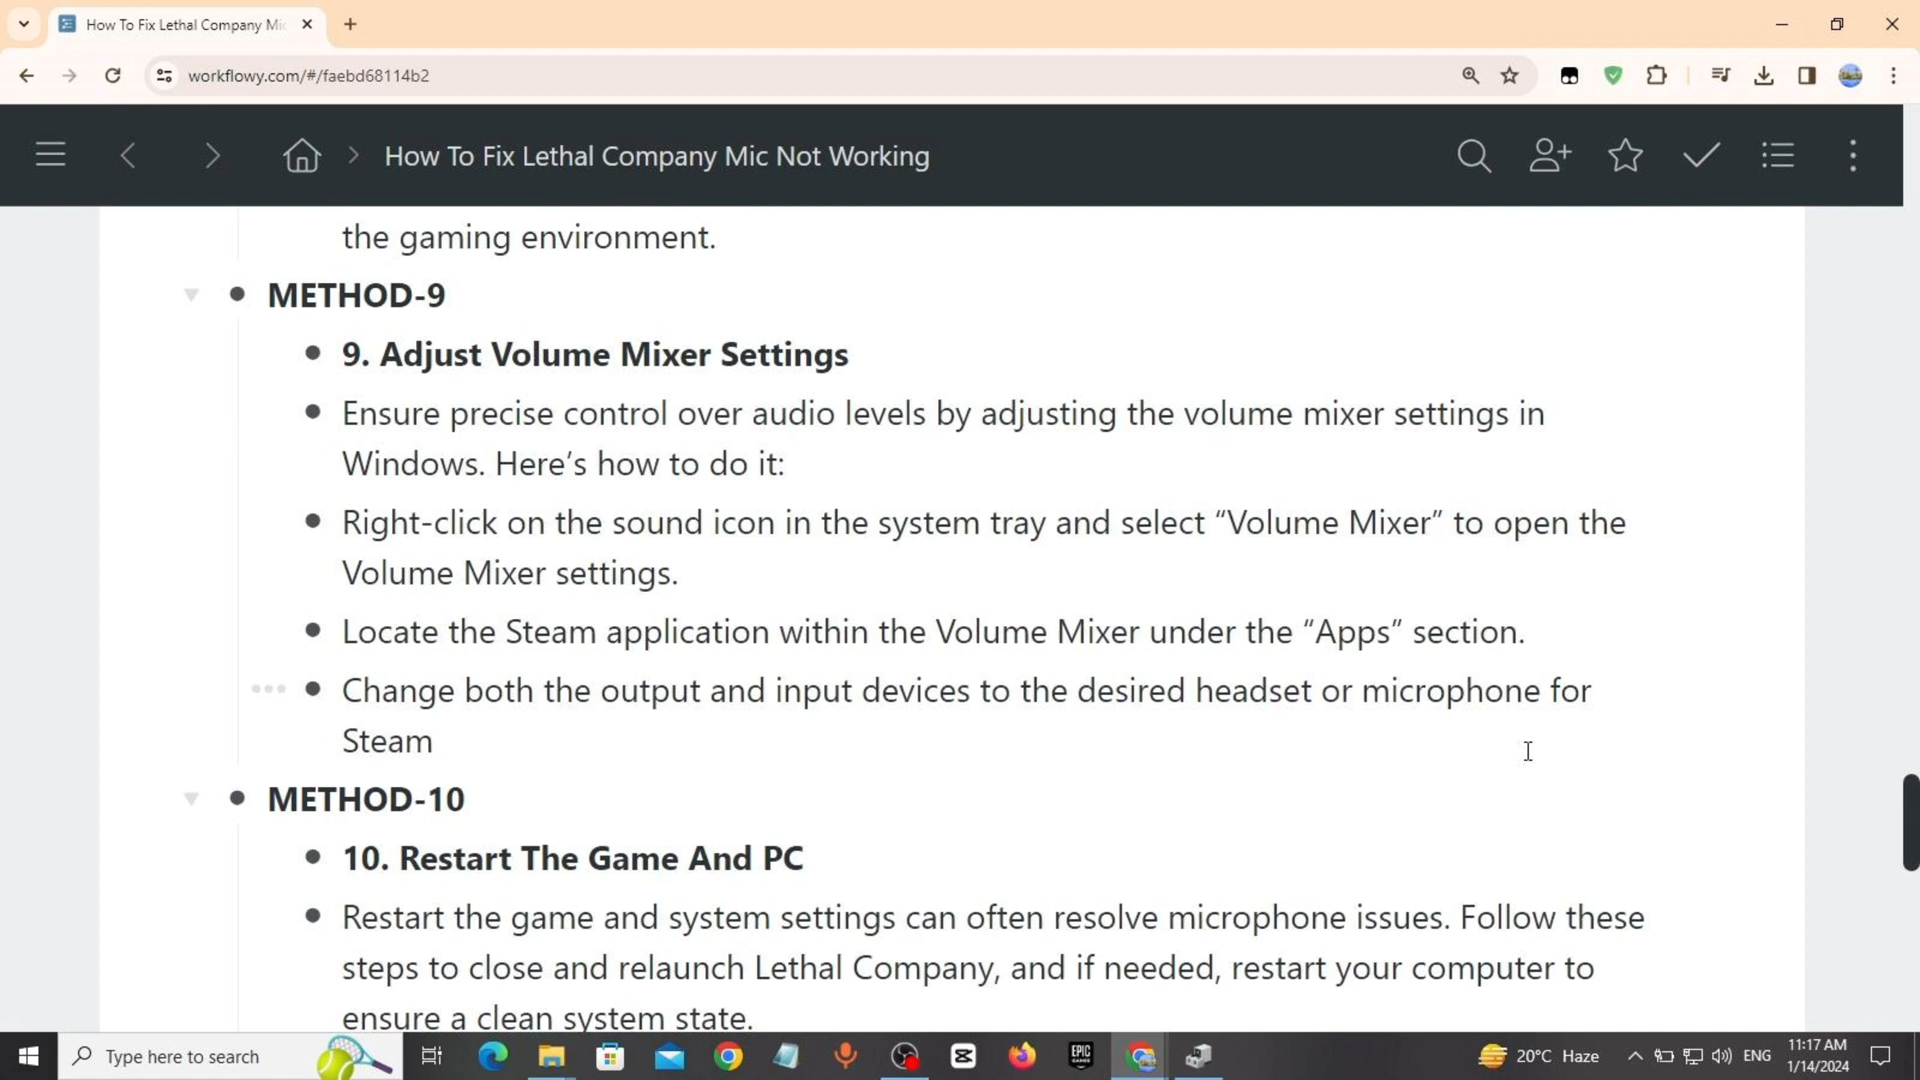 How To Fix Lethal Company Mic
workflowy.com/#/faebd68114b2
How To Fix Lethal Company Mic Not Working
the gaming environment.
METHOD-9
9. Adjust Volume Mixer Settings
Ensure precise control over audio levels by adjusting the volume mixer settings in
Windows. Here’s how to do it:
Right-click on the sound icon in the system tray and select “Volume Mixer” to open the
Volume Mixer settings.
Locate the Steam application within the Volume Mixer under the “Apps” section.
Change both the output and input devices to the desired headset or microphone for
Steam
METHOD-10
10. Restart The Game And PC
Restart the game and system settings can often resolve microphone issues. Follow these
steps to close and relaunch Lethal Company, and if needed, restart your computer to
ensure a clean system state.
Type here to search
EPIC
GAMES
20°C Haze
ENG
11:17 AM
1/14/2024